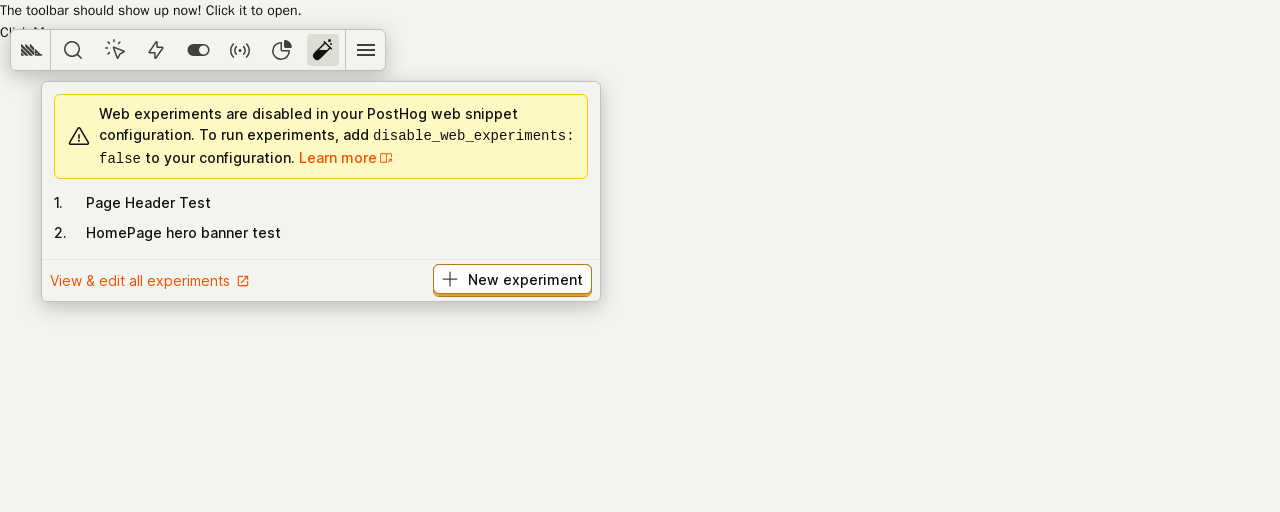 The toolbar should show up now! Click it to open.
Web experiments are disabled in your PostHog web snippet
configuration. To run experiments, add disable_web_experiments:
false to your configuration. Learn more
1. Page Header Test
2. HomePage hero banner test
View & edit all experiments
New experiment